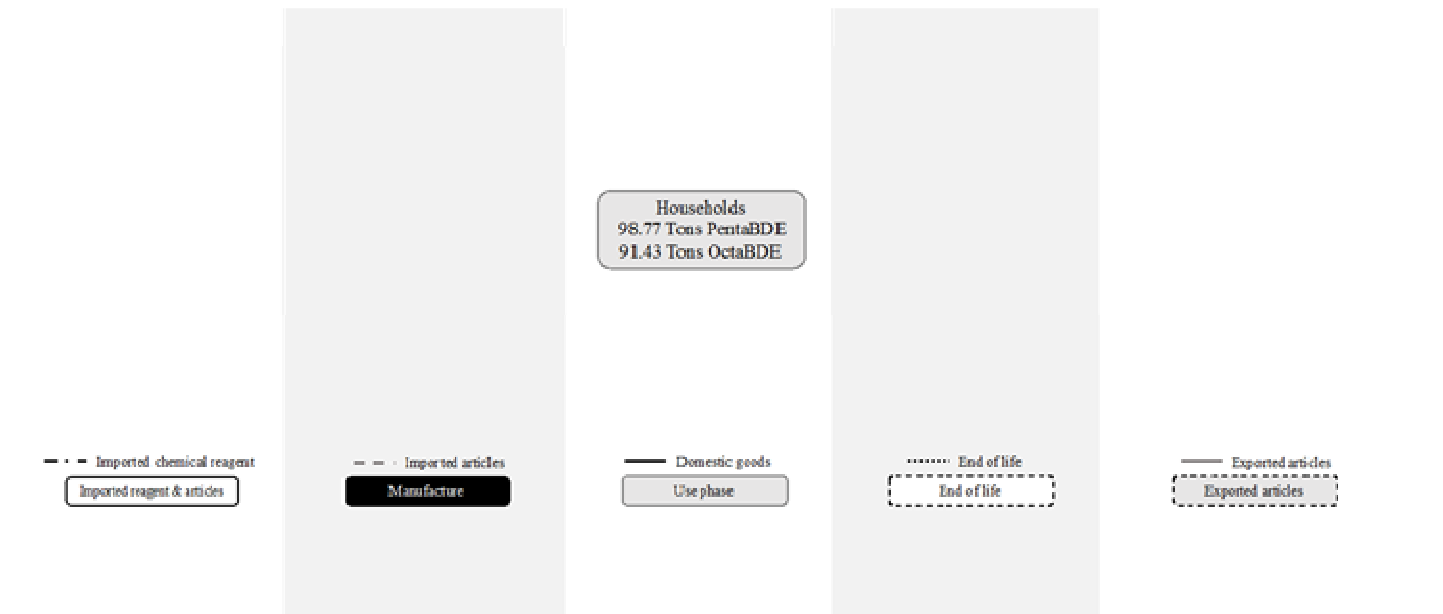 Households
98.77 Tons PentaBDE
91.43 Tons OctaBDE
Imported chemical reagent
Imported articles
Domestic goods
End of life
Exported articles
Imported reagent & articles
Manufacture
Use phase
End of life
Exported articles